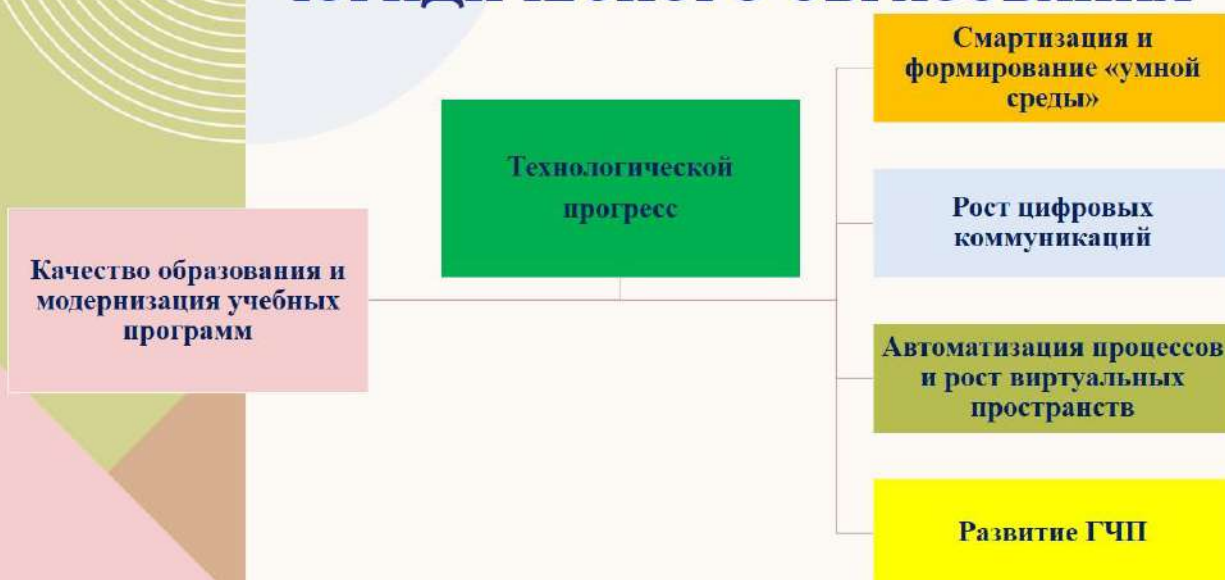 Качество образования и
модернизация учебных
программ
Технологической
прогресс
Смартизация и
формирование «умной
среды»
Рост цифровых
коммуникаций
Автоматизация процессов
и рост виртуальных
пространств
Развитие ГЧП